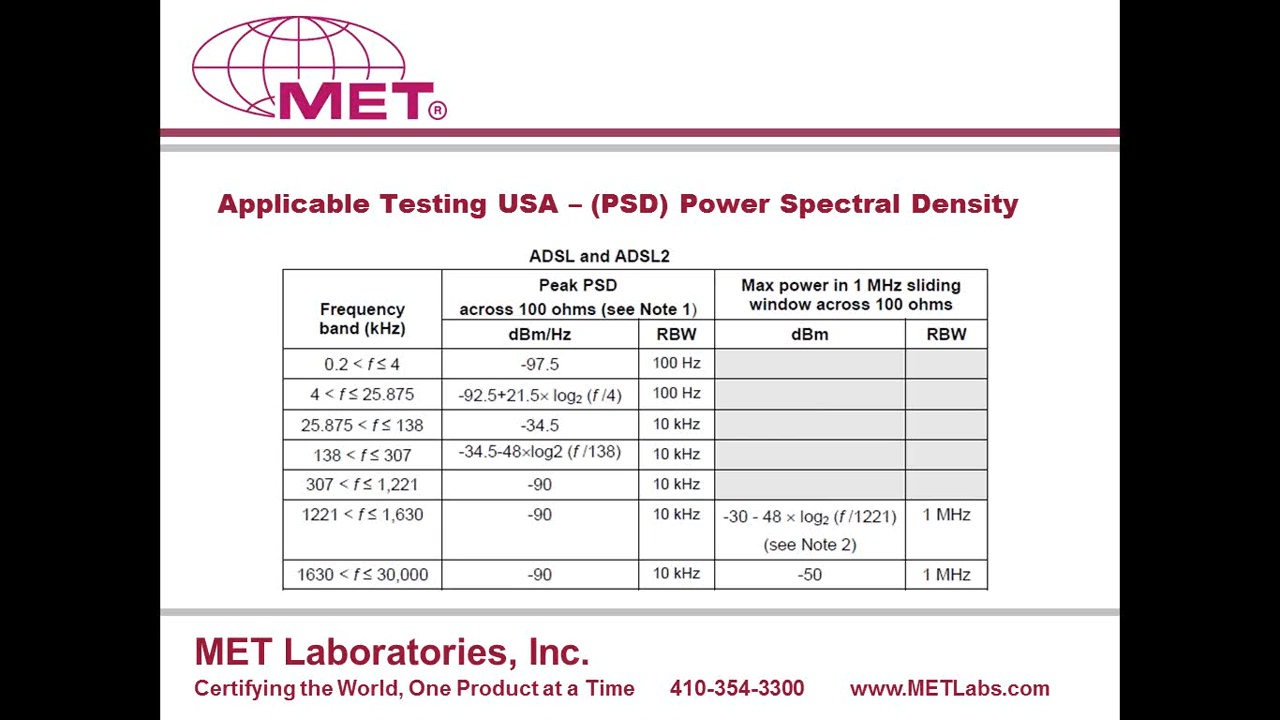 MET®
Applicable Testing USA – (PSD) Power Spectral Density
ADSL and ADSL2
Frequency band (kHz) Peak PSD across 100 ohms (see Note 1) Max power in 1 MHz sliding window across 100 ohms
dBm/Hz RBW dBm RBW
0.2 < f ≤ 4 -97.5 100 Hz
4 < f ≤ 25.875 -92.5+21.5× log₂ (f /4) 100 Hz
25.875 < f ≤ 138 -34.5 10 kHz
138 < f ≤ 307 -34.5-48×log2 (f /138) 10 kHz
307 < f ≤ 1,221 -90 10 kHz
1221 < f ≤ 1,630 -90 10 kHz -30 - 48 × log₂ (f /1221) (see Note 2) 1 MHz
1630 < f ≤ 30,000 -90 10 kHz -50 1 MHz
MET Laboratories, Inc.
Certifying the World, One Product at a Time 410-354-3300 www.METLabs.com